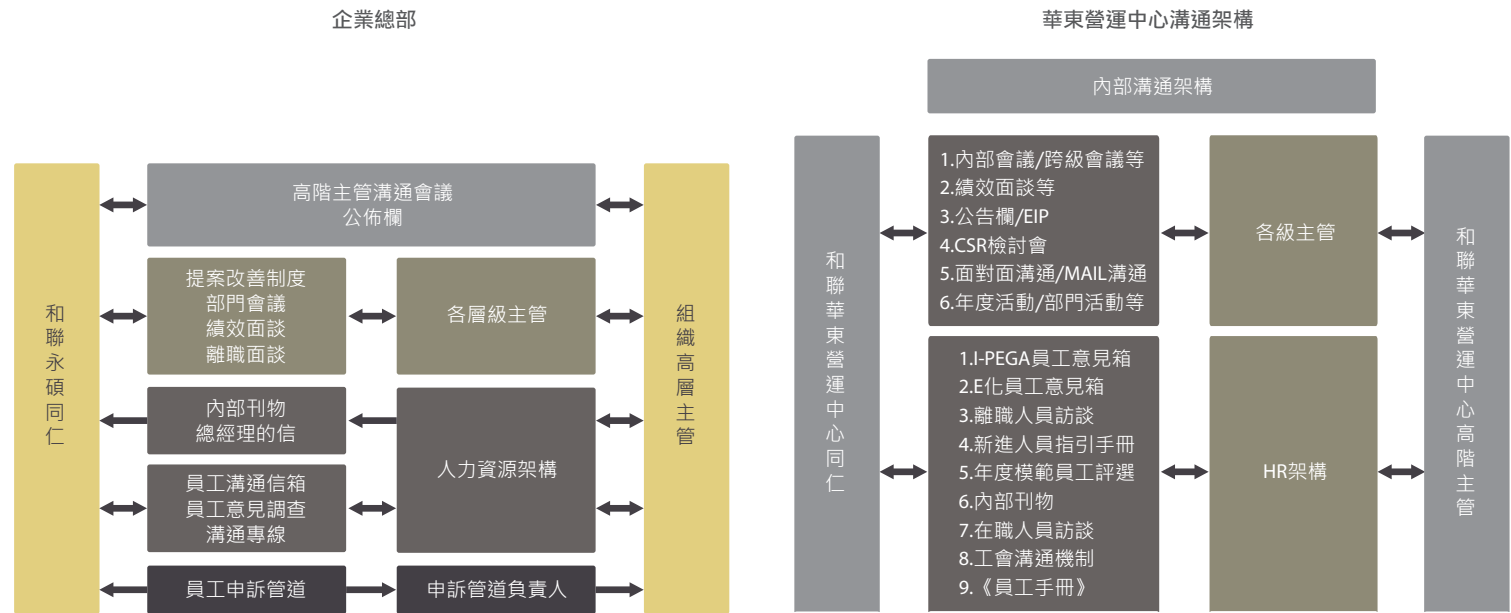 企業總部
和聯永碩同仁
高階主管溝通會議
公佈欄
提案改善制度
部門會議
績效面談
離職面談
各層級主管
內部刊物
總經理的信
員工溝通信箱
員工意見調查
溝通專線
人力資源架構
員工申訴管道
申訴管道負責人
組織高層主管
華東營運中心溝通架構
內部溝通架構
和聯華東營運中心同仁
1.內部會議/跨級會議等
2.績效面談等
3.公告欄/EIP
4.CSR檢討會
5.面對面溝通/MAIL溝通
6.年度活動/部門活動等
各級主管
1.I-PEGA員工意見箱
2.E化員工意見箱
3.離職人員訪談
4.新進人員指引手冊
5.年度模範員工評選
6.內部刊物
7.在職人員訪談
8.工會溝通機制
9.《員工手冊》
HR架構
和聯華東營運中心高階主管